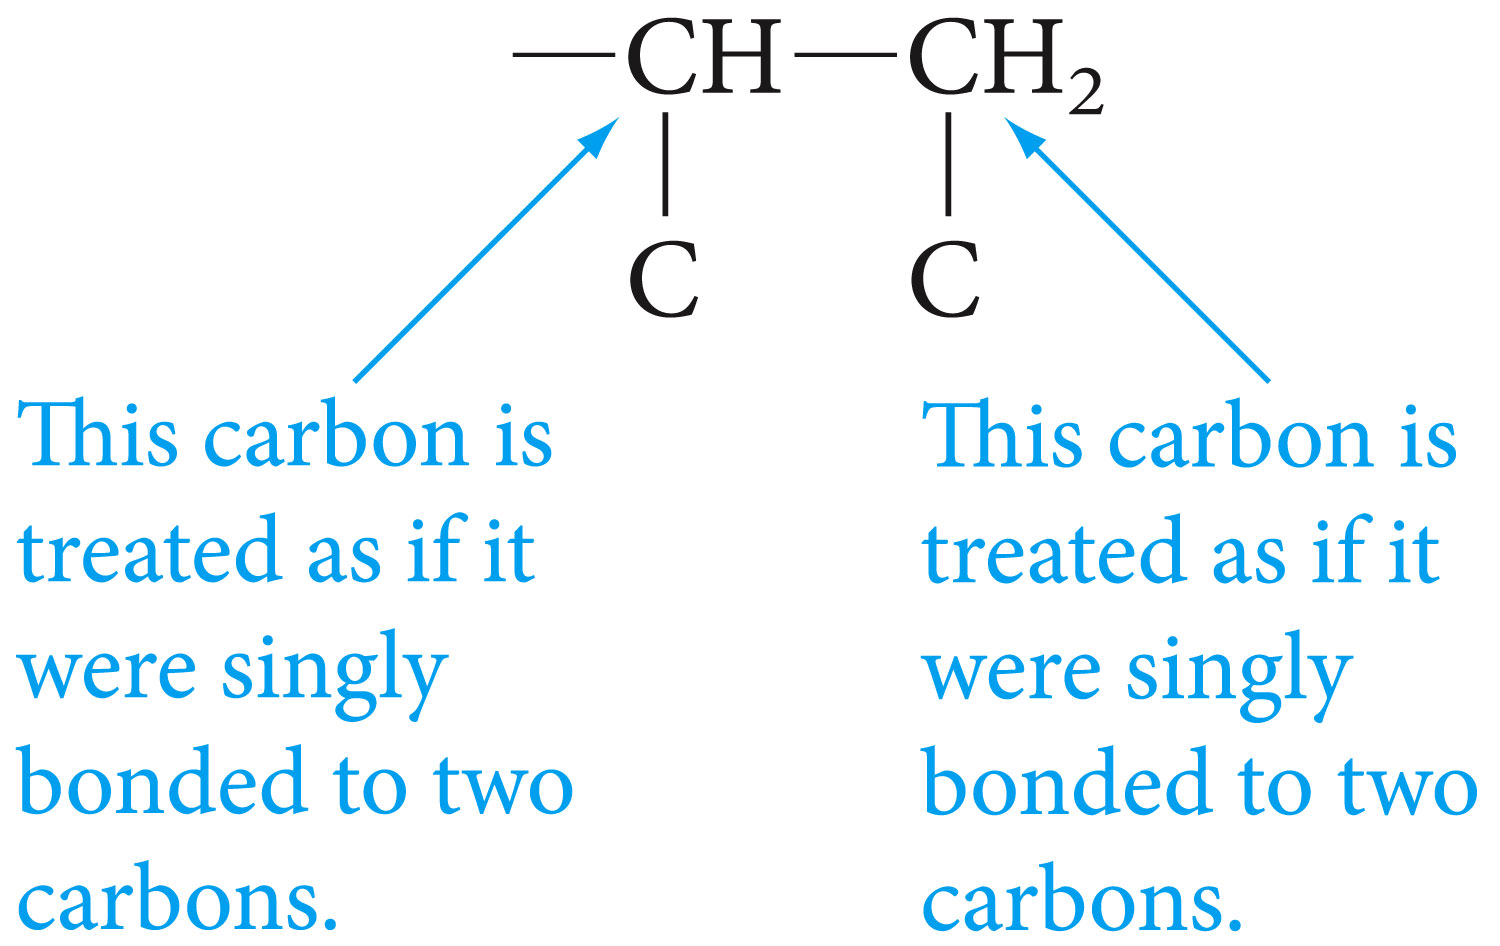 —CH—CH₂
C C
This carbon is
treated as if it
were singly
bonded to two
carbons.
This carbon is
treated as if it
were singly
bonded to two
carbons.